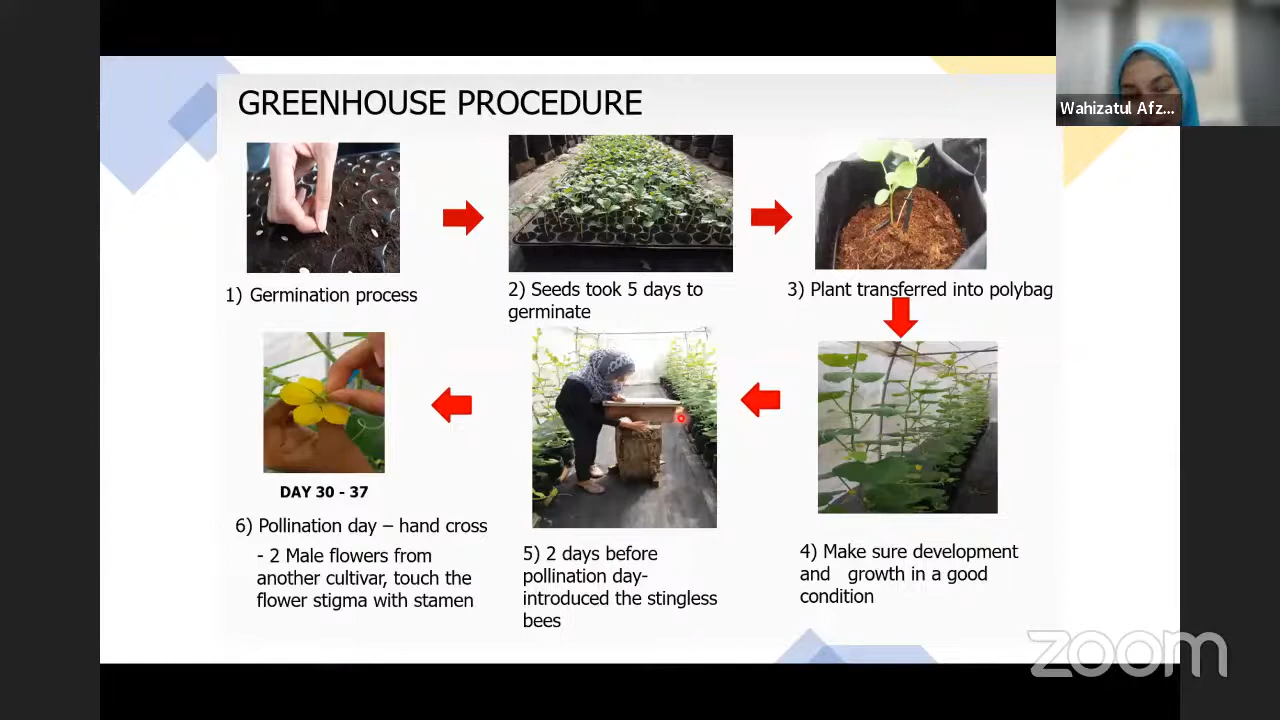 GREENHOUSE PROCEDURE
Wahizatul Afz...
1) Germination process
2) Seeds took 5 days to
germinate
3) Plant transferred into polybag
4) Make sure development
and growth in a good
condition
5) 2 days before
pollination day-
introduced the stingless
bees
DAY 30 - 37
6) Pollination day – hand cross
- 2 Male flowers from
another cultivar, touch the
flower stigma with stamen
zoom